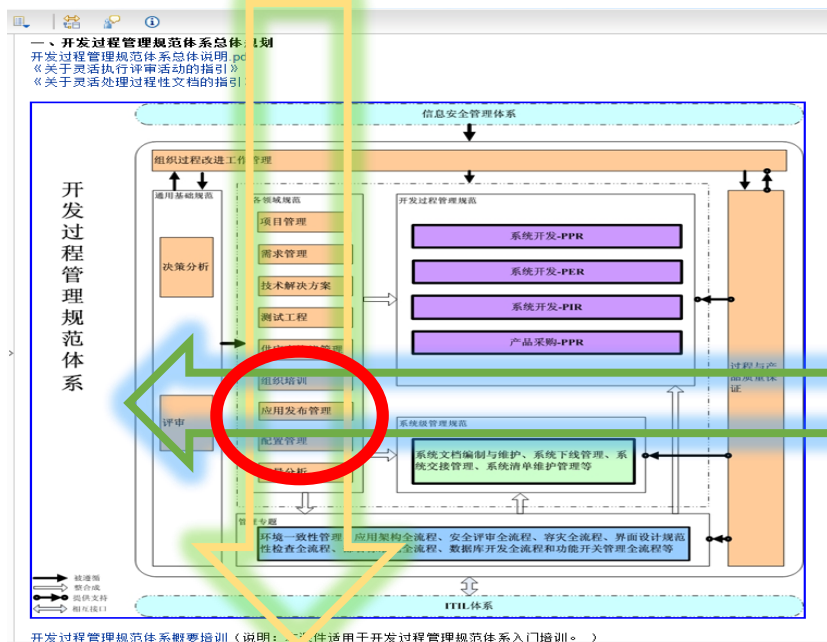 一、开发过程管理规范体系总体规划
开发过程管理规范体系总体说明.pd
《关于灵活执行评审活动的指引》
《关于灵活处理过程性文档的指引
信息安全管理体系
开发过程管理规范体系
组织过程改进工作管理
通用基础规范
决策分析
评审
各领域规范
项目管理
需求管理
技术解决方案
测试工程
管理
组织培训
应用发布管理
配置管理
分析
开发过程管理规范
系统开发-PPR
系统开发-PER
系统开发-PIR
产品采购-PPR
系统级管理规范
系统文档编制与维护、系统下线管理、系
统交接管理、系统清单维护管理等
过程与产
品质量保
证
管理专题
环境一致性管理、应用架构全流程、安全评审全流程、容灾全流程、界面设计规范
性检查全流程、全流程、数据库开发全流程和功能开关管理全流程等
被遵循
整合成
提供支持
相互接口
ITIL体系
开发过程管理规范体系概要培训(说明:件适用于开发过程管理规范体系入门培训。 )